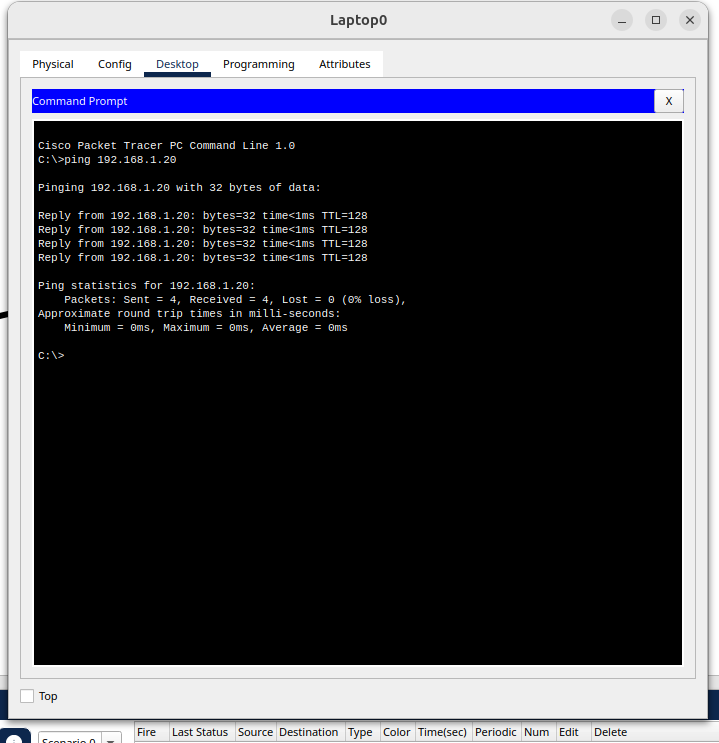 Laptop0
Physical Config Desktop Programming Attributes
Command Prompt X
Cisco Packet Tracer PC Command Line 1.0
C:\>ping 192.168.1.20
Pinging 192.168.1.20 with 32 bytes of data:
Reply from 192.168.1.20: bytes=32 time<1ms TTL=128
Reply from 192.168.1.20: bytes=32 time<1ms TTL=128
Reply from 192.168.1.20: bytes=32 time<1ms TTL=128
Reply from 192.168.1.20: bytes=32 time<1ms TTL=128
Ping statistics for 192.168.1.20:
Packets: Sent = 4, Received = 4, Lost = 0 (0% loss),
Approximate round trip times in milli-seconds:
Minimum = 0ms, Maximum = 0ms, Average = 0ms
C:\>
Top
Scenario 0 Fire Last Status Source Destination Type Color Time(sec) Periodic Num Edit Delete